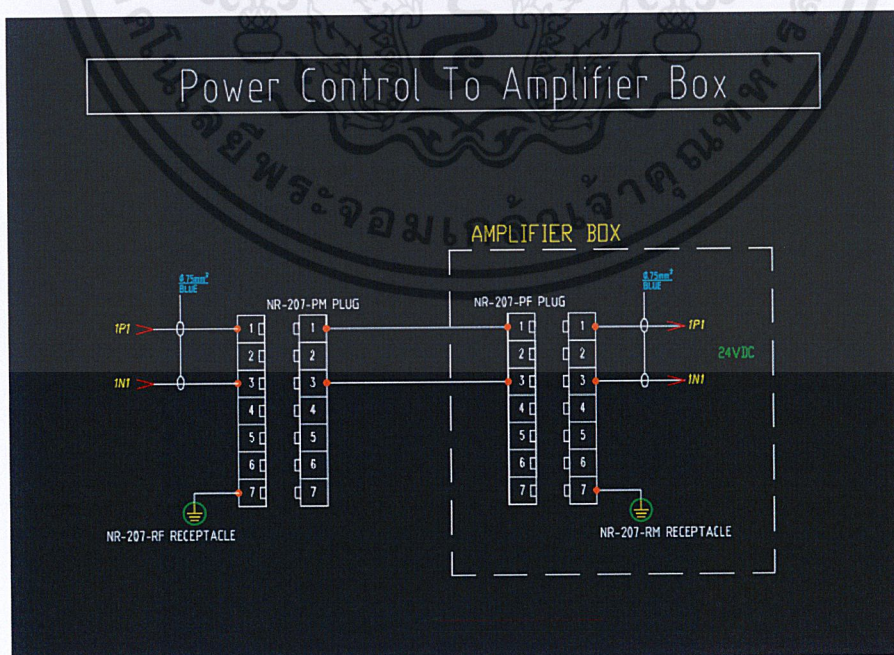 Power Control To Amplifier Box
AMPLIFIER BOX
0.75mm²
BLUE
0.75mm²
BLUE
NR-207-PM PLUG
NR-207-PF PLUG
1P1
1
1
1
1
1P1
2
2
2
2
24VDC
1N1
3
3
3
3
1N1
4
4
4
4
5
5
5
5
6
6
6
6
7
7
7
7
NR-207-RF RECEPTACLE
NR-207-RM RECEPTACLE